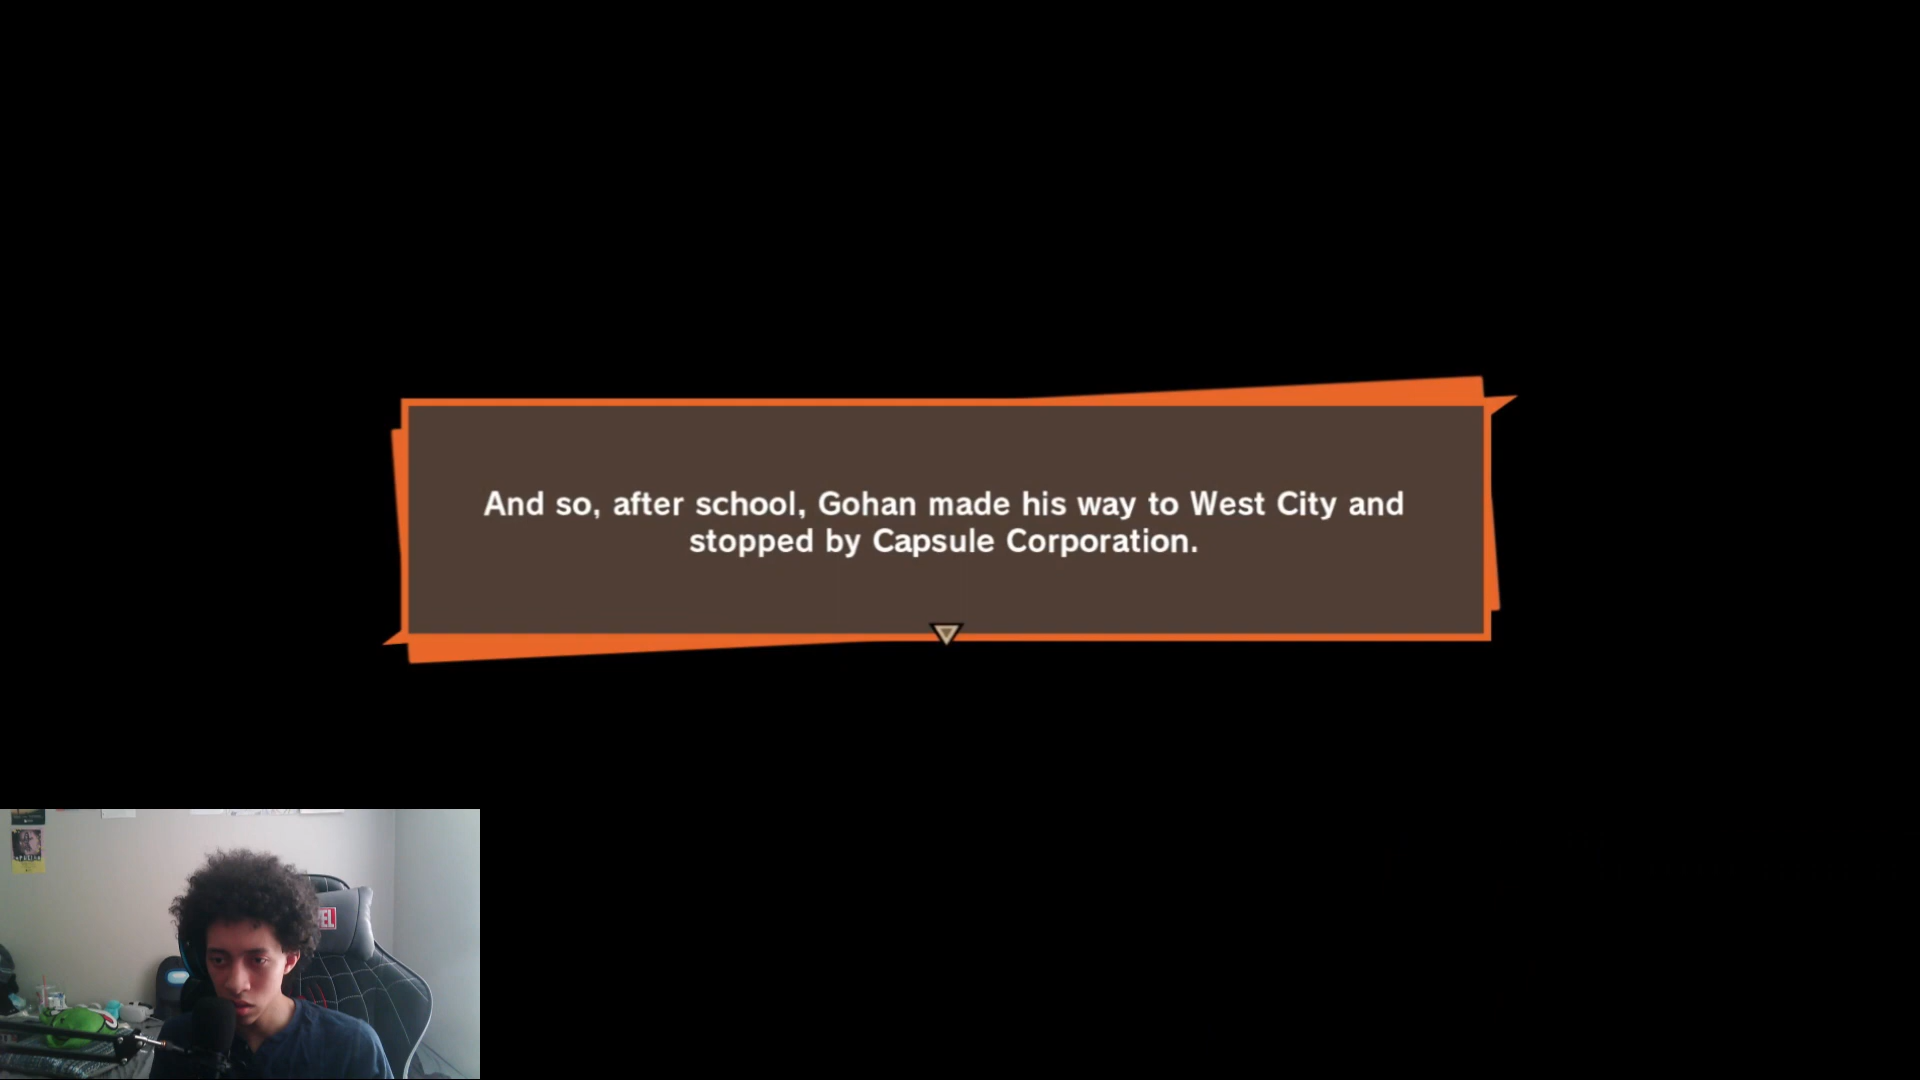 And so, after school, Gohan made his way to West City and
stopped by Capsule Corporation.